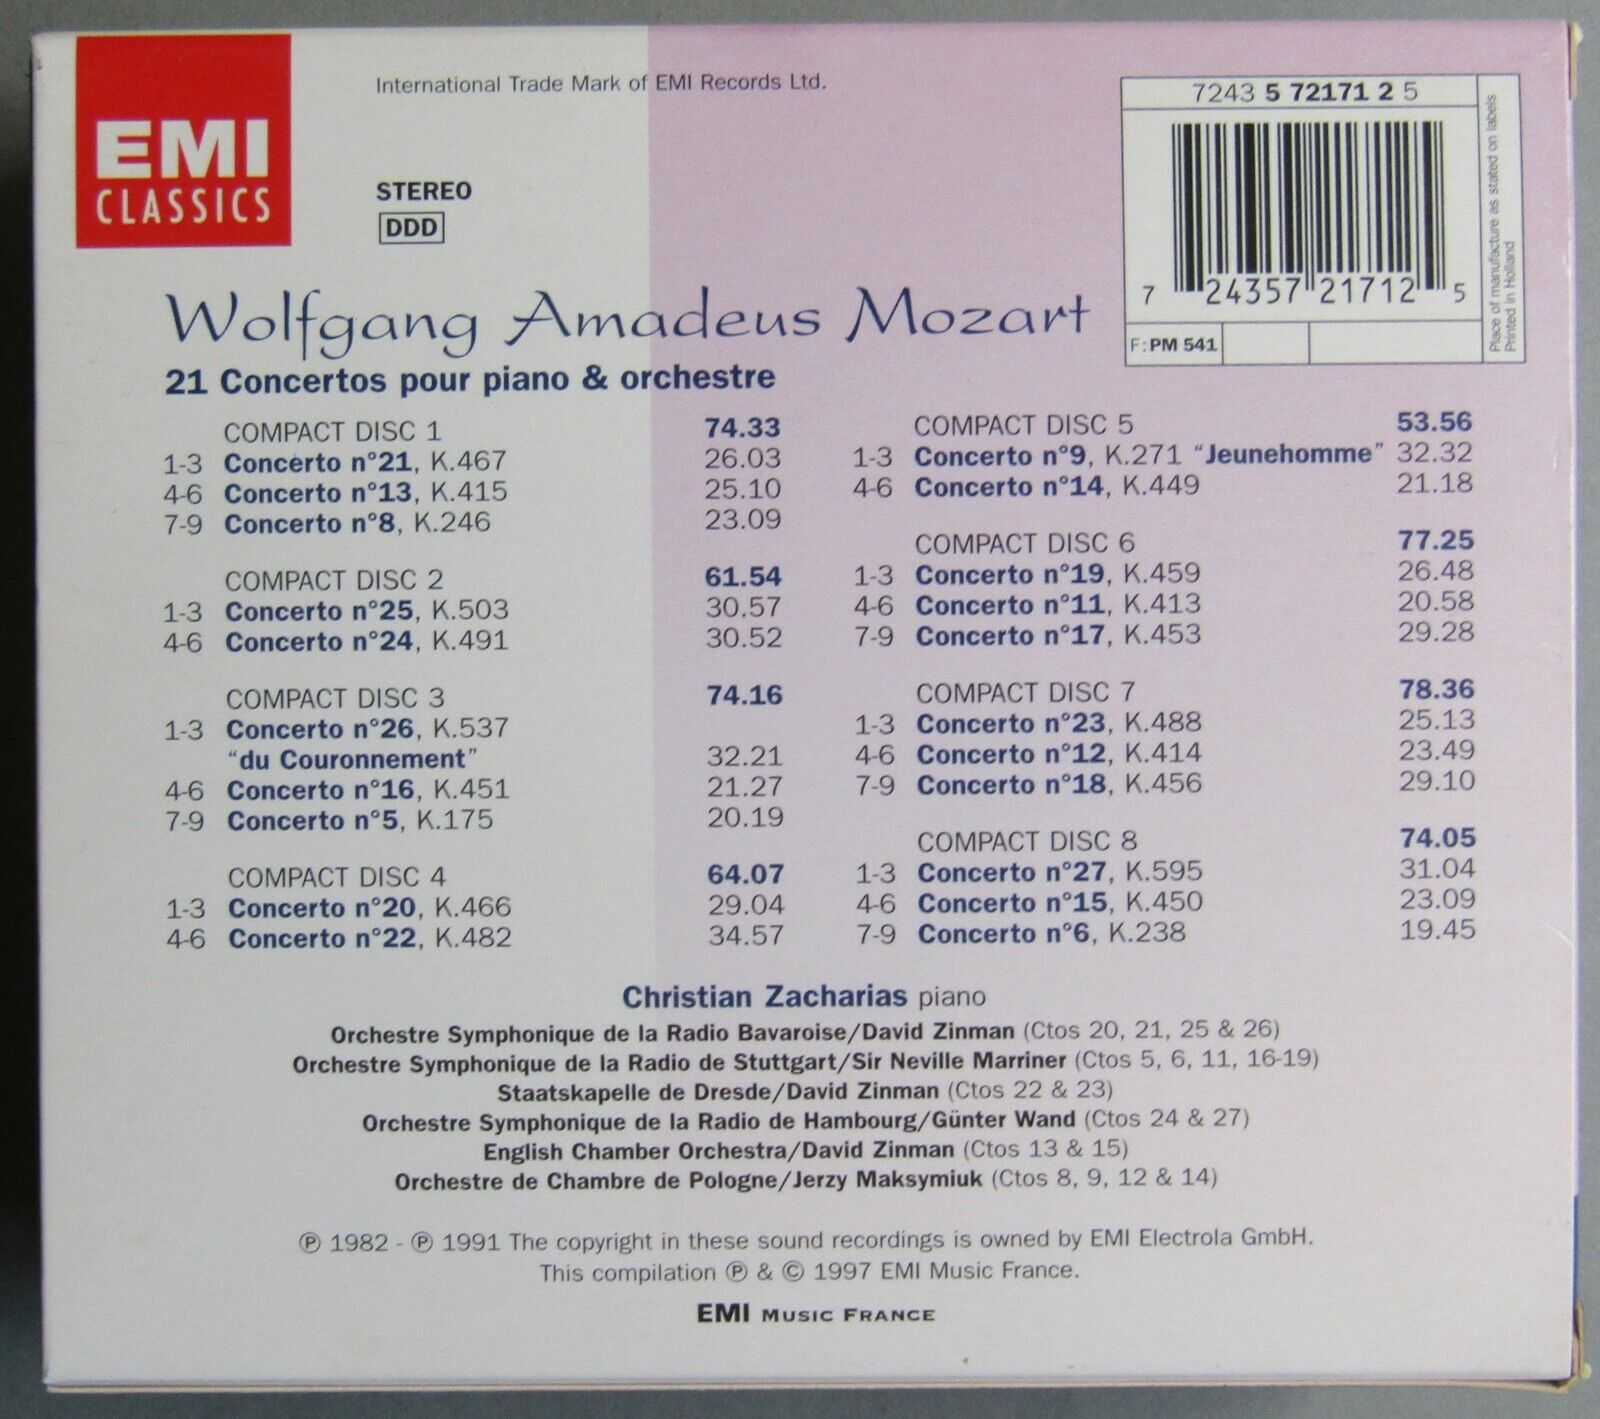 EMI
CLASSICS
International Trade Mark of EMI Records Ltd.
STEREO
DDD
7243 5 72171 2 5
7 24357 21712 5
F:PM 541
Place of manufacture as stated on labels
Printed in Holland
Wolfgang Amadeus Mozart
21 Concertos pour piano & orchestre
COMPACT DISC 1 74.33
1-3 Concerto n°21, K.467 26.03
4-6 Concerto n°13, K.415 25.10
7-9 Concerto n°8, K.246 23.09
COMPACT DISC 2 61.54
1-3 Concerto n°25, K.503 30.57
4-6 Concerto n°24, K.491 30.52
COMPACT DISC 3 74.16
1-3 Concerto n°26, K.537
"du Couronnement" 32.21
4-6 Concerto n°16, K.451 21.27
7-9 Concerto n°5, K.175 20.19
COMPACT DISC 4 64.07
1-3 Concerto n°20, K.466 29.04
4-6 Concerto n°22, K.482 34.57
COMPACT DISC 5 53.56
1-3 Concerto n°9, K.271 "Jeunehomme" 32.32
4-6 Concerto n°14, K.449 21.18
COMPACT DISC 6 77.25
1-3 Concerto n°19, K.459 26.48
4-6 Concerto n°11, K.413 20.58
7-9 Concerto n°17, K.453 29.28
COMPACT DISC 7 78.36
1-3 Concerto n°23, K.488 25.13
4-6 Concerto n°12, K.414 23.49
7-9 Concerto n°18, K.456 29.10
COMPACT DISC 8 74.05
1-3 Concerto n°27, K.595 31.04
4-6 Concerto n°15, K.450 23.09
7-9 Concerto n°6, K.238 19.45
Christian Zacharias piano
Orchestre Symphonique de la Radio Bavaroise/David Zinman (Ctos 20, 21, 25 & 26)
Orchestre Symphonique de la Radio de Stuttgart/Sir Neville Marriner (Ctos 5, 6, 11, 16-19)
Staatskapelle de Dresde/David Zinman (Ctos 22 & 23)
Orchestre Symphonique de la Radio de Hambourg/Günter Wand (Ctos 24 & 27)
English Chamber Orchestra/David Zinman (Ctos 13 & 15)
Orchestre de Chambre de Pologne/Jerzy Maksymiuk (Ctos 8, 9, 12 & 14)
℗ 1982 - ℗ 1991 The copyright in these sound recordings is owned by EMI Electrola GmbH.
This compilation ℗ & © 1997 EMI Music France.
EMI MUSIC FRANCE